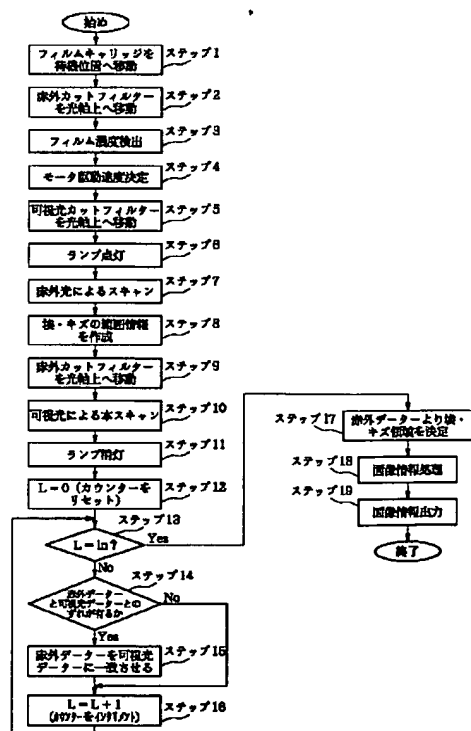 始め
フィルムキャリッジを
待機位置へ移動
ステップ1
赤外カットフィルター
を光軸上へ移動
ステップ2
フィルム濃度検出
ステップ3
モータ駆動速度決定
ステップ4
可視光カットフィルター
を光軸上へ移動
ステップ5
ランプ点灯
ステップ6
赤外光によるスキャン
ステップ7
埃・キズの範囲情報
を作成
ステップ8
赤外カットフィルター
を光軸上へ移動
ステップ9
可視光による本スキャン
ステップ10
ランプ消灯
ステップ11
L=0(カウンターを
リセット)
ステップ12
L=ln?
ステップ13
Yes
No
赤外データー
と可視光データーとの
ずれが有るか
ステップ14
No
Yes
赤外データーを可視光
データーに一致させる
ステップ15
L=L+1
(カウンターをインクリメント)
ステップ16
ステップ17
赤外データーより埃・
キズ領域を決定
ステップ18
画像情報処理
ステップ19
画像情報出力
終了